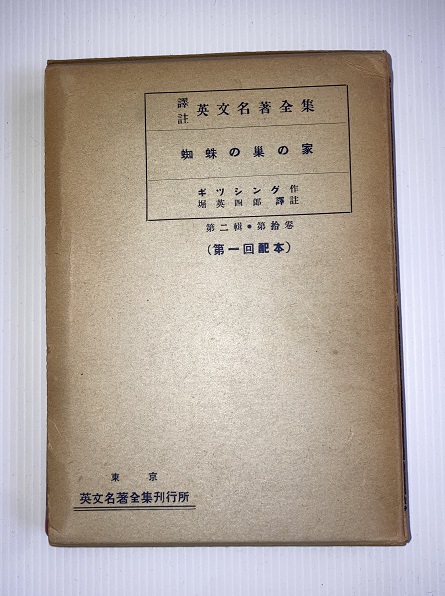 譯註 英文名著全集
蜘蛛の巣の家
ギツシング 作
堀英四郎 譯註
第二輯・第拾卷
(第一回配本)
東京
英文名著全集刊行所